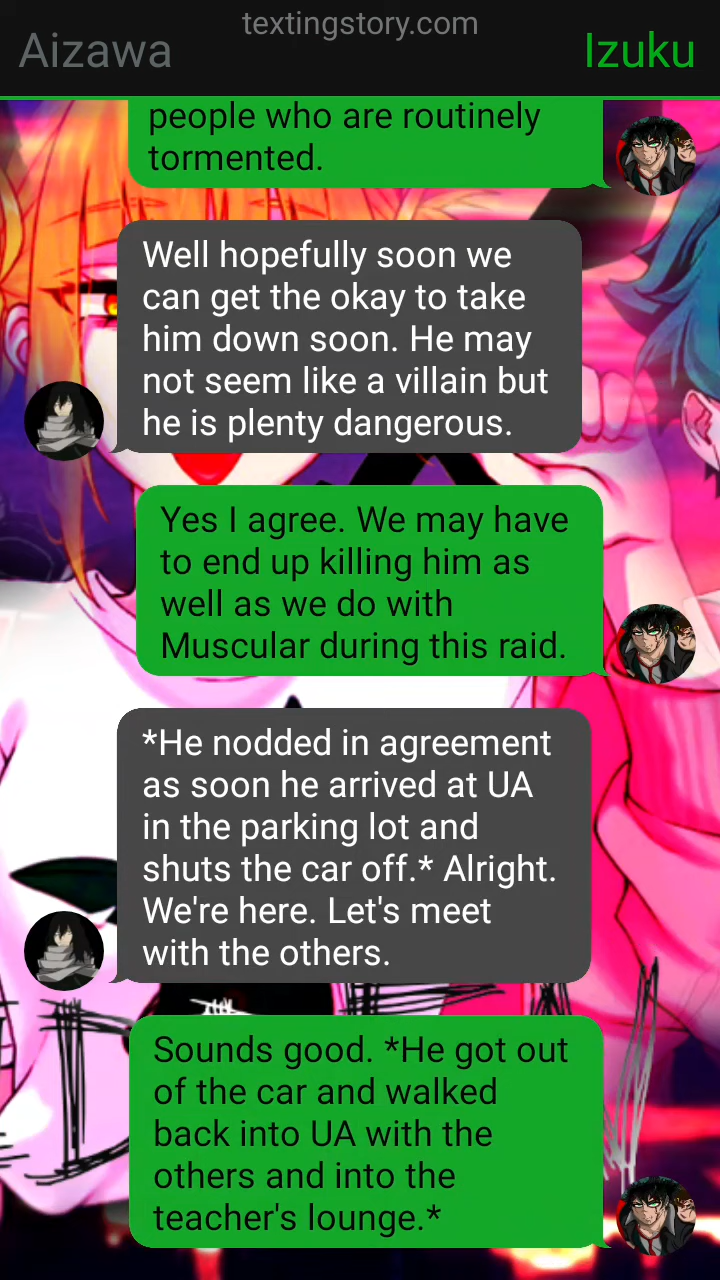 textingstory.com
Aizawa
Izuku
people who are routinely
tormented.
Well hopefully soon we
can get the okay to take
him down soon. He may
not seem like a villain but
he is plenty dangerous.
Yes I agree. We may have
to end up killing him as
well as we do with
Muscular during this raid.
*He nodded in agreement
as soon he arrived at UA
in the parking lot and
shuts the car off.* Alright.
We're here. Let's meet
with the others.
Sounds good. *He got out
of the car and walked
back into UA with the
others and into the
teacher's lounge.*